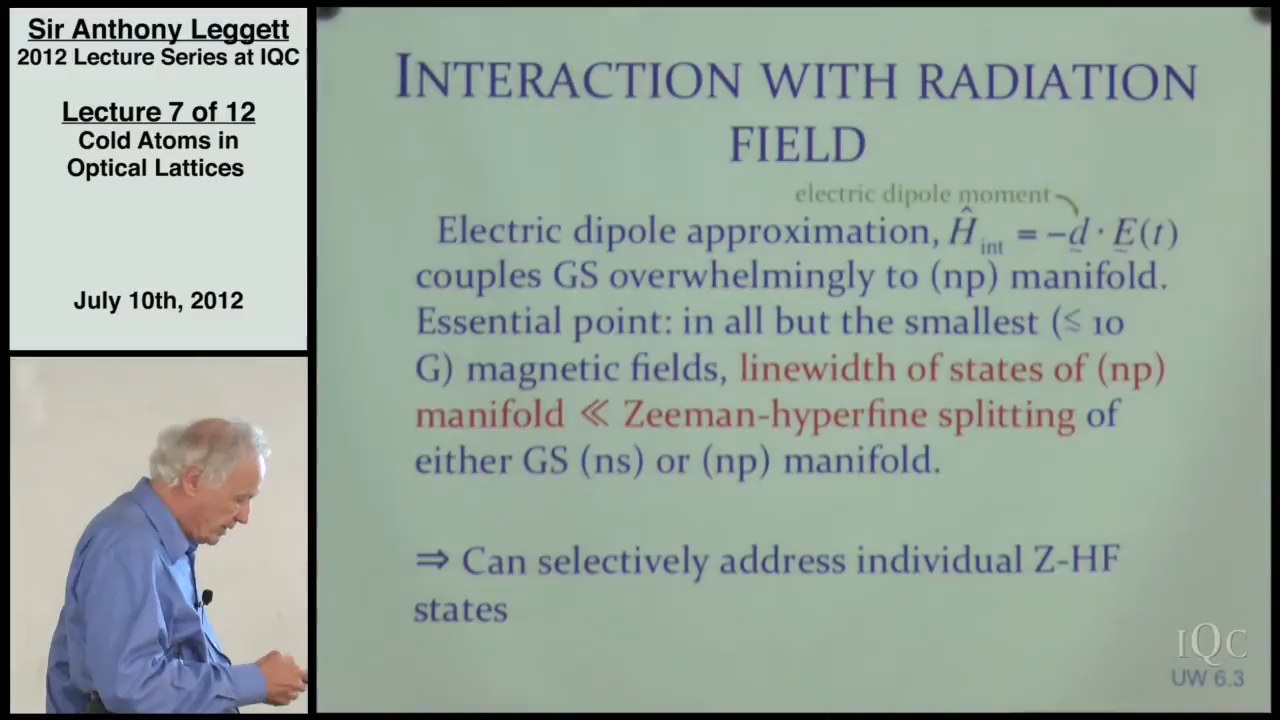 Sir Anthony Leggett
2012 Lecture Series at IQC
Lecture 7 of 12
Cold Atoms in
Optical Lattices
July 10th, 2012
INTERACTION WITH RADIATION
FIELD
electric dipole moment
Electric dipole approximation, Ĥint = −d · E(t)
couples GS overwhelmingly to (np) manifold.
Essential point: in all but the smallest (≲ 10
G) magnetic fields, linewidth of states of (np)
manifold ≪ Zeeman-hyperfine splitting of
either GS (ns) or (np) manifold.
⇒ Can selectively address individual Z-HF
states
IQC
UW 6.3